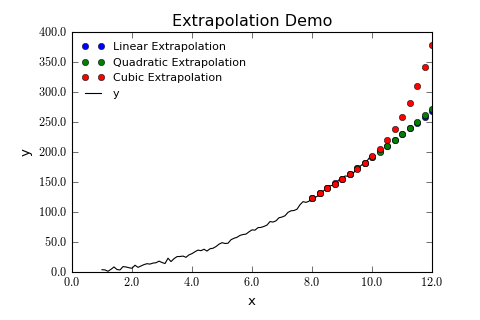 Extrapolation Demo
400.0
350.0
300.0
250.0
200.0
150.0
100.0
50.0
0.0
Linear Extrapolation
Quadratic Extrapolation
Cubic Extrapolation
y
y
0.0 2.0 4.0 6.0 8.0 10.0 12.0
x